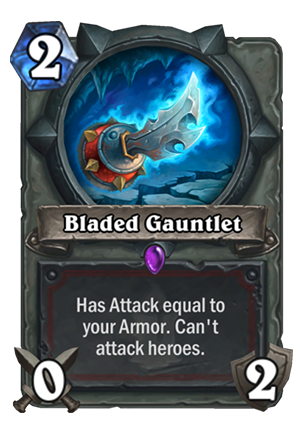 2
Bladed Gauntlet
Has Attack equal to
your Armor. Can't
attack heroes.
0
2